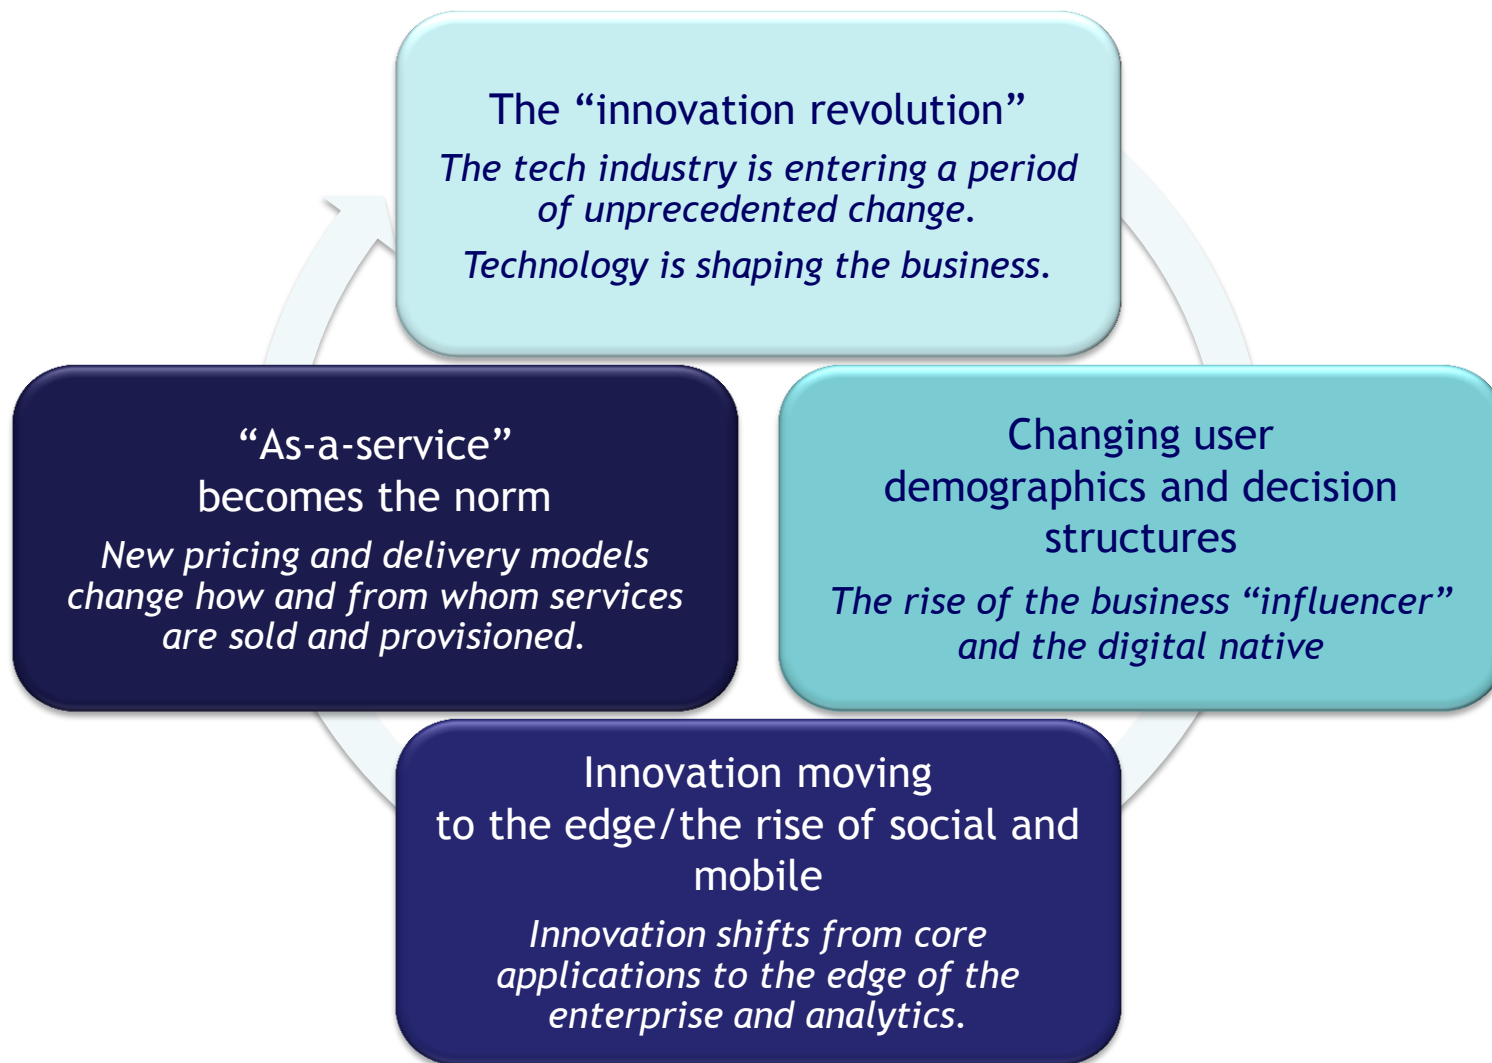 The “innovation revolution”
The tech industry is entering a period
of unprecedented change.
Technology is shaping the business.
Changing user
demographics and decision
structures
The rise of the business “influencer”
and the digital native
Innovation moving
to the edge/the rise of social and
mobile
Innovation shifts from core
applications to the edge of the
enterprise and analytics.
“As-a-service”
becomes the norm
New pricing and delivery models
change how and from whom services
are sold and provisioned.